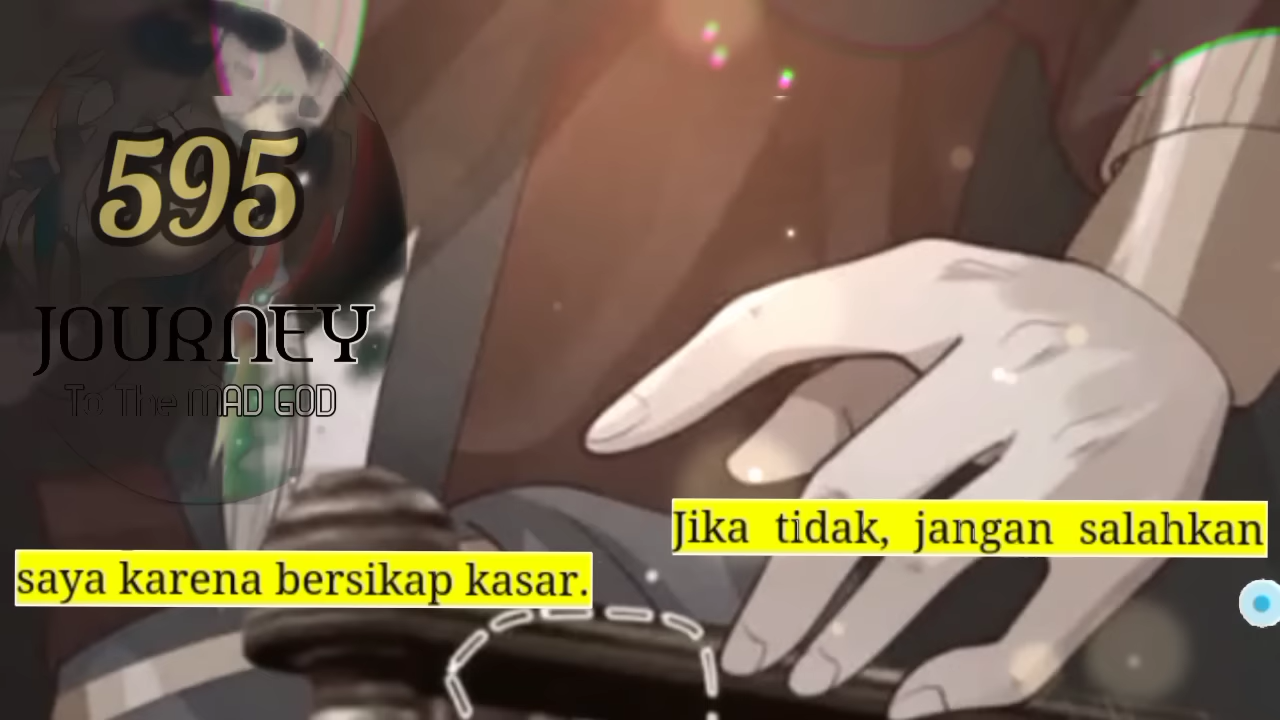 595
JOURNEY
To The MAD GOD
Jika tidak, jangan salahkan
saya karena bersikap kasar.